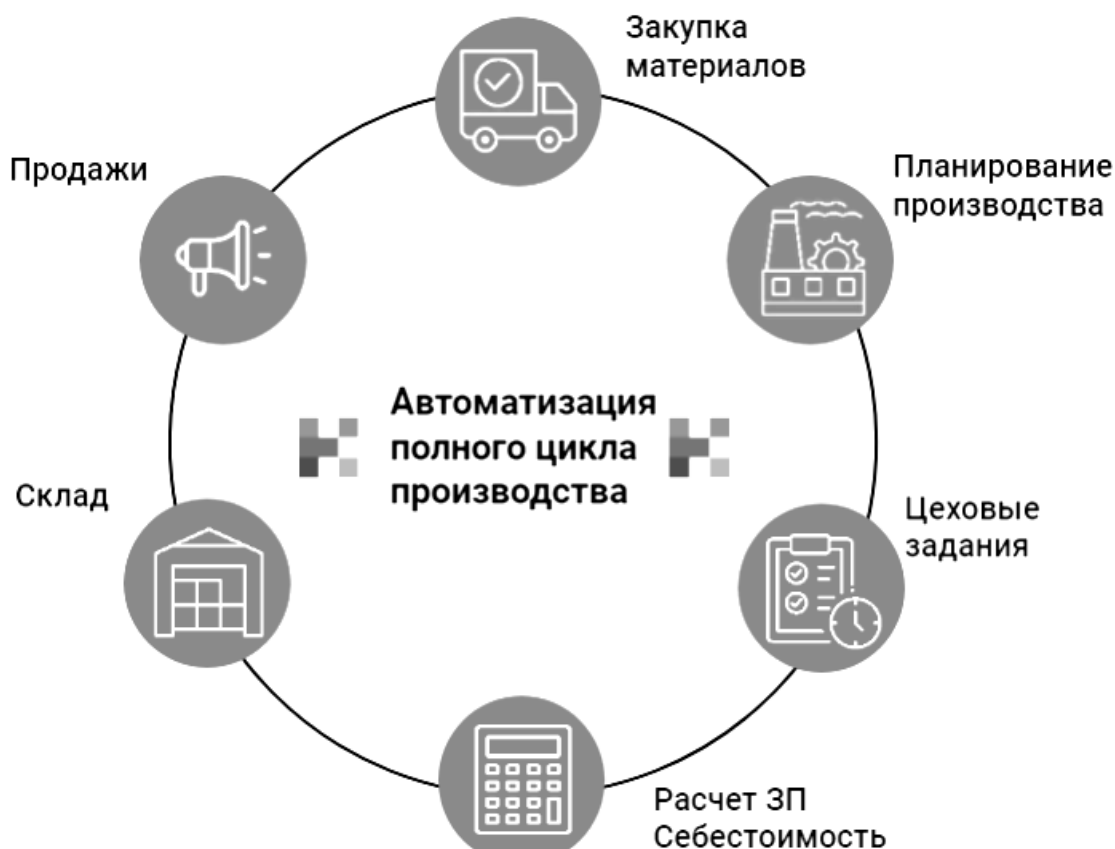 Закупка
материалов
Планирование
производства
Продажи
Автоматизация
полного цикла
производства
Склад
Цеховые
задания
Расчет ЗП
Себестоимость